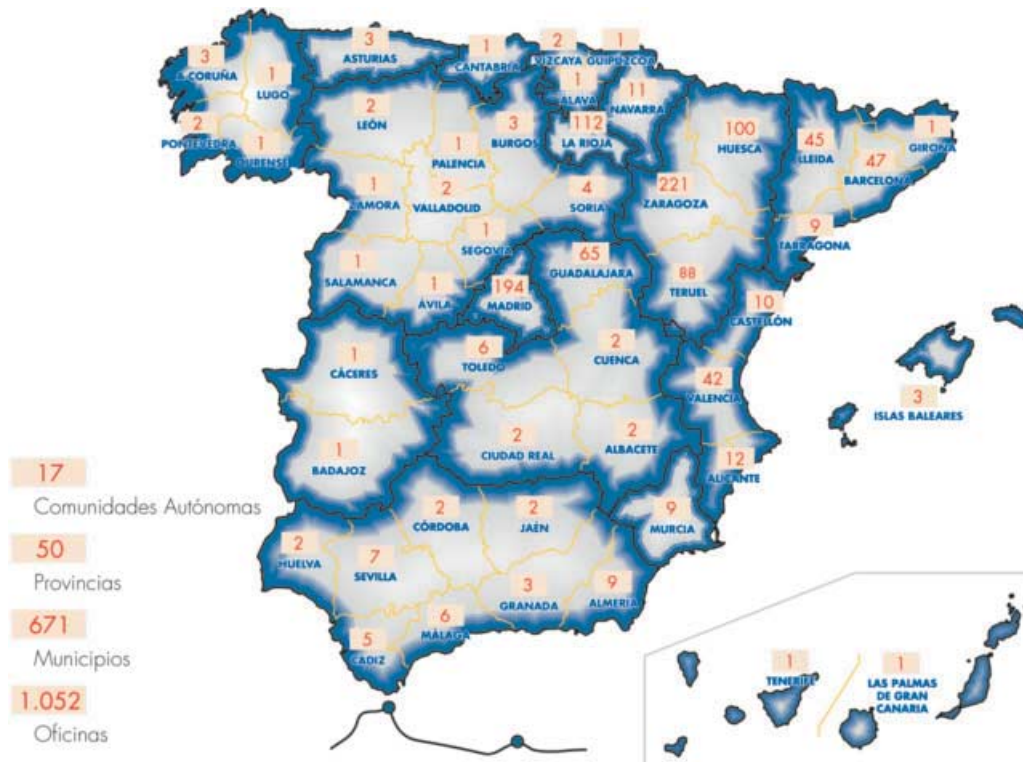 3
A CORUÑA
1
LUGO
3
ASTURIAS
1
CANTABRIA
2
VIZCAYA
1
GUIPÚZCOA
1
ALAVA
11
NAVARRA
112
LA RIOJA
2
PONTEVEDRA
1
OURENSE
2
LEÓN
1
PALENCIA
3
BURGOS
100
HUESCA
45
LLEIDA
1
GIRONA
47
BARCELONA
1
ZAMORA
2
VALLADOLID
4
SORIA
221
ZARAGOZA
9
TARRAGONA
1
SEGOVIA
1
SALAMANCA
1
ÁVILA
194
MADRID
65
GUADALAJARA
88
TERUEL
10
CASTELLÓN
1
CÁCERES
6
TOLEDO
2
CUENCA
42
VALENCIA
3
ISLAS BALEARES
1
BADAJOZ
2
CIUDAD REAL
2
ALBACETE
12
ALICANTE
2
CÓRDOBA
2
JAÉN
9
MURCIA
2
HUELVA
7
SEVILLA
3
GRANADA
9
ALMERIA
5
CADIZ
6
MÁLAGA
1
TENERIFE
1
LAS PALMAS
DE GRAN
CANARIA
17
Comunidades Autónomas
50
Provincias
671
Municipios
1.052
Oficinas